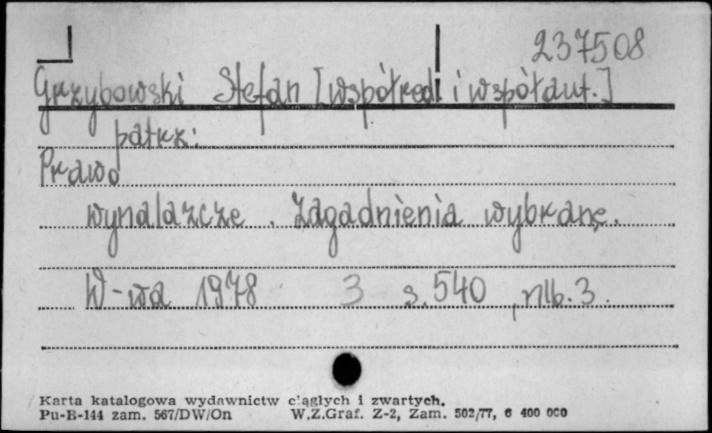 237508
Grzybowski Stefan [współred. i współaut.]
patrz:
Prawo
wynalazcze. Zagadnienia wybrane.
W-wa 1978 3 s. 540, nlb. 3.
Karta katalogowa wydawnictw ciągłych i zwartych.
Pu-B-144 zam. 567/DW/On W.Z.Graf. Z-2, Zam. 502/77, 6 400 000